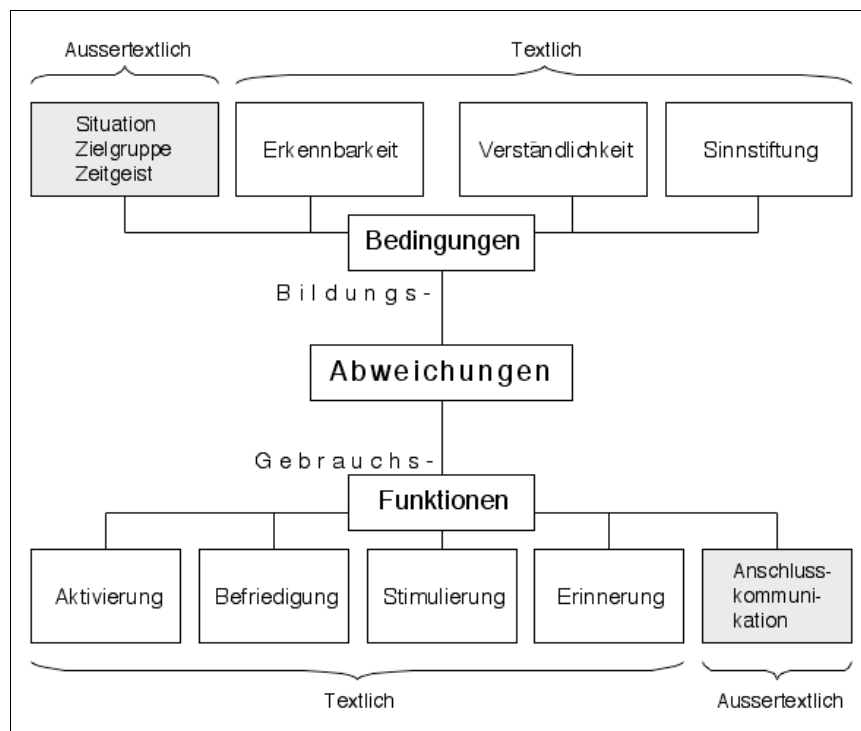 Aussertextlich
Textlich
Situation
Zielgruppe
Zeitgeist
Erkennbarkeit
Verständlichkeit
Sinnstiftung
Bedingungen
Bildungs-
Abweichungen
Gebrauchs-
Funktionen
Aktivierung
Befriedigung
Stimulierung
Erinnerung
Anschluss-
kommuni-
kation
Textlich
Aussertextlich